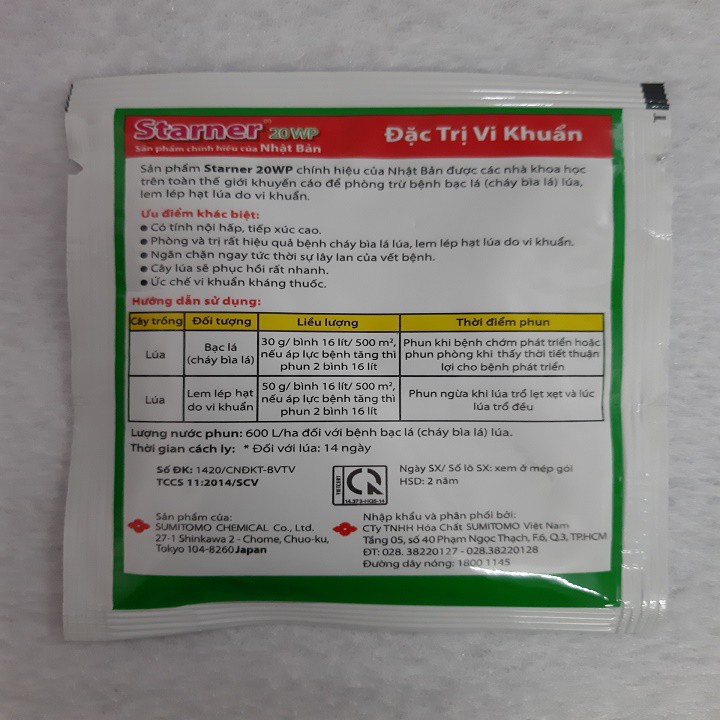 Starner 20WP
Sản phẩm chính hiệu của Nhật Bản
Đặc Trị Vi Khuẩn
Sản phẩm Starner 20WP chính hiệu của Nhật Bản được các nhà khoa học
trên toàn thế giới khuyến cáo để phòng trừ bệnh bạc lá (cháy bìa lá) lúa,
lem lép hạt lúa do vi khuẩn.
Ưu điểm khác biệt:
● Có tính nội hấp, tiếp xúc cao.
● Phòng và trị rất hiệu quả bệnh cháy bìa lá lúa, lem lép hạt lúa do vi khuẩn.
● Ngăn chặn ngay tức thời sự lây lan của vết bệnh.
● Cây lúa sẽ phục hồi rất nhanh.
● Ức chế vi khuẩn kháng thuốc.
Hướng dẫn sử dụng:
Cây trồng Đối tượng Liều lượng Thời điểm phun
Lúa
Bạc lá
(cháy bìa lá)
30 g/ bình 16 lít/ 500 m²,
nếu áp lực bệnh tăng thì
phun 2 bình 16 lít
Phun khi bệnh chớm phát triển hoặc
phun phòng khi thấy thời tiết thuận
lợi cho bệnh phát triển
Lúa
Lem lép hạt
do vi khuẩn
50 g/ bình 16 lít/ 500 m²,
nếu áp lực bệnh tăng thì
phun 2 bình 16 lít
Phun ngừa khi lúa trổ lẹt xẹt và lúc
lúa trổ đều
Lượng nước phun: 600 L/ha đối với bệnh bạc lá (cháy bìa lá) lúa.
Thời gian cách ly: * Đối với lúa: 14 ngày
Số ĐK: 1420/CNĐKT-BVTV
TCCS 11:2014/SCV
Ngày SX/ Số lô SX: xem ở mép gói
HSD: 2 năm
Sản phẩm của:
SUMITOMO CHEMICAL Co., Ltd.
27-1 Shinkawa 2 - Chome, Chuo-ku,
Tokyo 104-8260 Japan
Nhập khẩu và phân phối bởi:
CTy TNHH Hóa Chất SUMITOMO Việt Nam
Tầng 05, số 40 Phạm Ngọc Thạch, F.6, Q.3, TP.HCM
ĐT: 028. 38220127 - 028.38220128
Đường dây nóng: 1800 1145